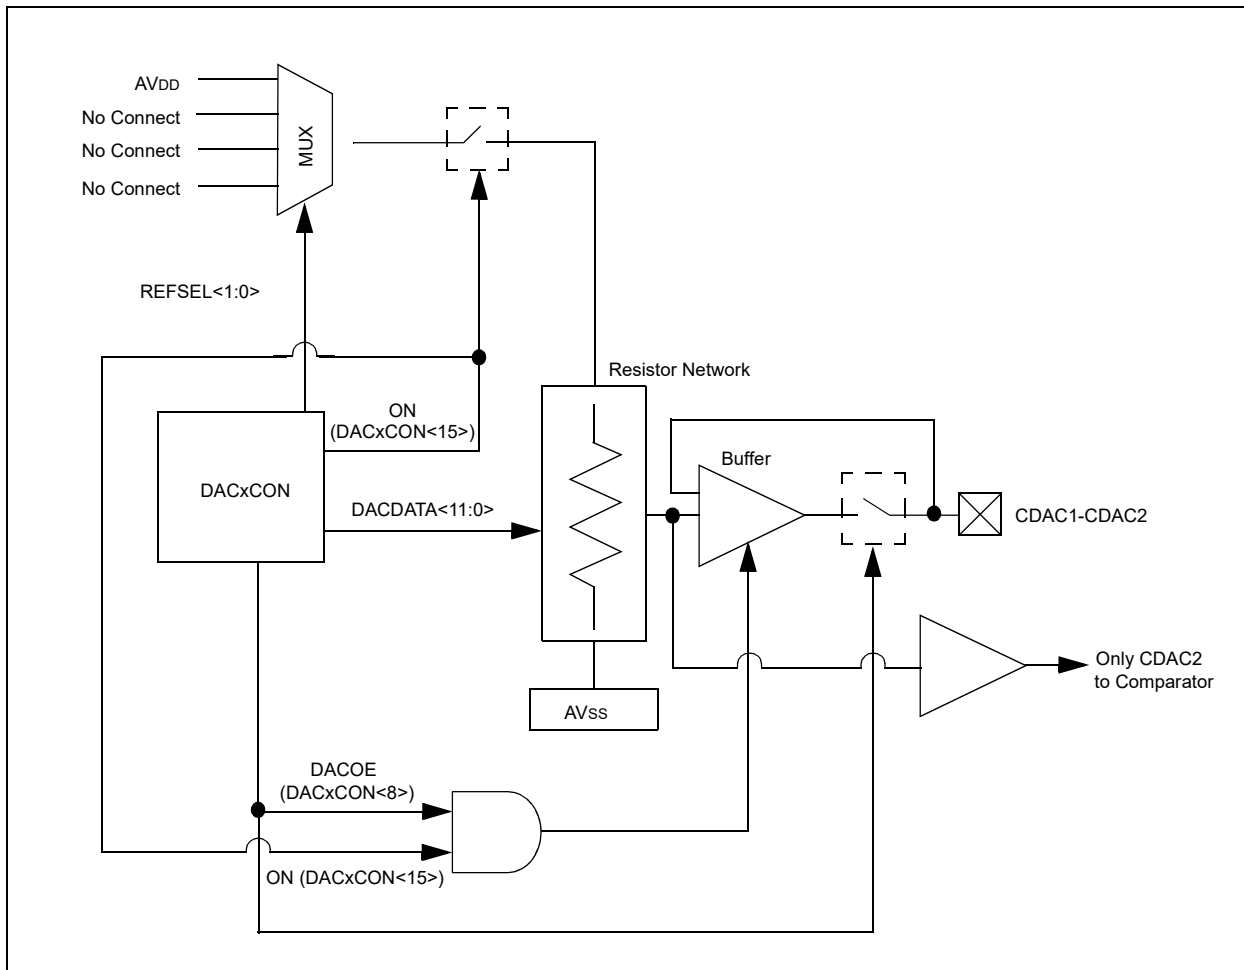 AVDD
No Connect
No Connect
No Connect
MUX
REFSEL<1:0>
Resistor Network
ON
(DACxCON<15>)
DACxCON
DACDATA<11:0>
Buffer
CDAC1-CDAC2
Only CDAC2
to Comparator
AVSS
DACOE
(DACxCON<8>)
ON (DACxCON<15>)